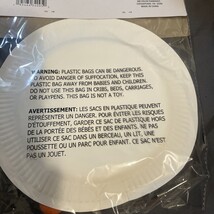 WARNING: PLASTIC BAGS CAN BE DANGEROUS.
TO AVOID DANGER OF SUFFOCATION, KEEP THIS
PLASTIC BAG AWAY FROM BABIES AND CHILDREN.
DO NOT USE THIS BAG IN CRIBS, BEDS, CARRIAGES,
OR PLAYPENS. THIS BAG IS NOT A TOY.
AVERTISSEMENT: LES SACS EN PLASTIQUE PEUVENT
REPRÉSENTER UN DANGER. POUR ÉVITER LES RISQUES
D'ÉTOUFFEMENT, GARDER CE SAC EN PLASTIQUE HORS
DE LA PORTÉE DES BÉBÉS ET DES ENFANTS. NE PAS
UTILISER CE SAC DANS UN BERCEAU, UN LIT, UNE
POUSSETTE OU UN PARC POUR ENFANT. CE SAC N'EST
PAS UN JOUET.